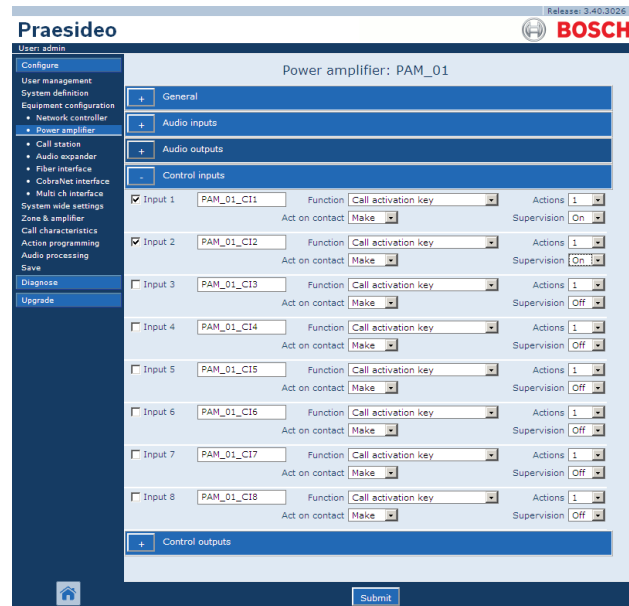 Release: 3.40.3026
Praesideo
BOSCH
User: admin
Configure
User management
System definition
Equipment configuration
• Network controller
• Power amplifier
• Call station
• Audio expander
• Fiber interface
• CobraNet interface
• Multi ch interface
System wide settings
Zone & amplifier
Call characteristics
Action programming
Audio processing
Save
Diagnose
Upgrade
Power amplifier: PAM_01
+ General
+ Audio inputs
+ Audio outputs
- Control inputs
Input 1 PAM_01_CI1 Function Call activation key Actions 1
Act on contact Make Supervision On
Input 2 PAM_01_CI2 Function Call activation key Actions 1
Act on contact Make Supervision On
Input 3 PAM_01_CI3 Function Call activation key Actions 1
Act on contact Make Supervision Off
Input 4 PAM_01_CI4 Function Call activation key Actions 1
Act on contact Make Supervision Off
Input 5 PAM_01_CI5 Function Call activation key Actions 1
Act on contact Make Supervision Off
Input 6 PAM_01_CI6 Function Call activation key Actions 1
Act on contact Make Supervision Off
Input 7 PAM_01_CI7 Function Call activation key Actions 1
Act on contact Make Supervision Off
Input 8 PAM_01_CI8 Function Call activation key Actions 1
Act on contact Make Supervision Off
+ Control outputs
Submit